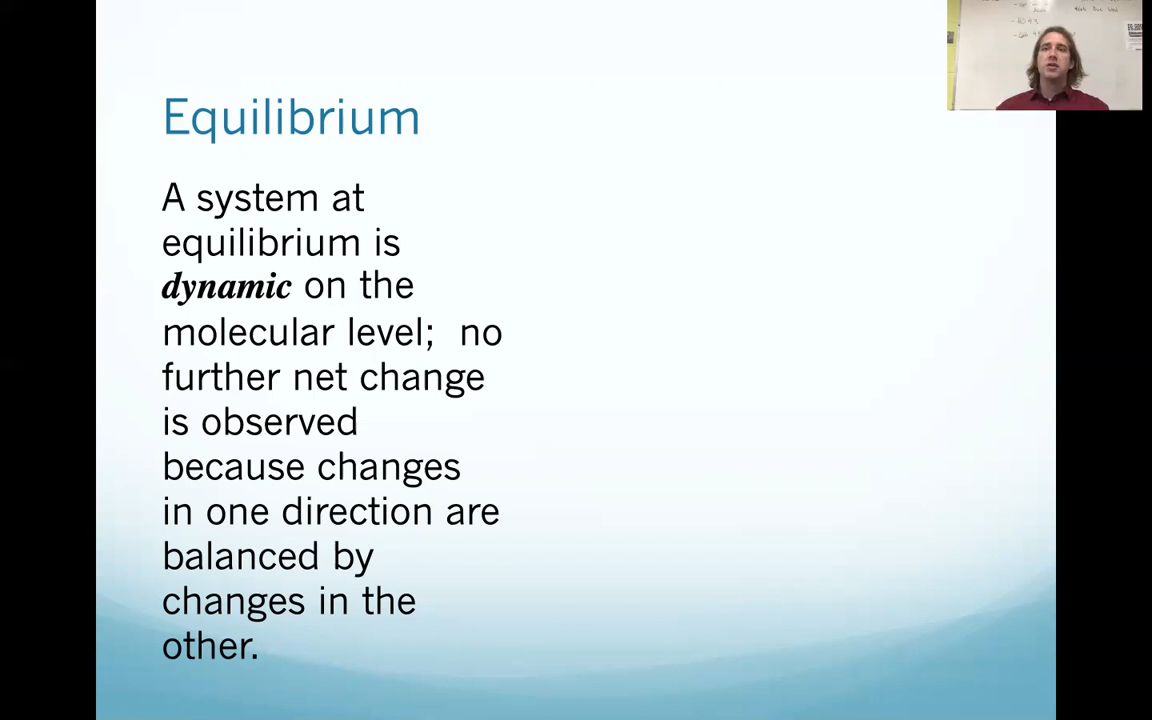 Equilibrium
A system at
equilibrium is
dynamic on the
molecular level;  no
further net change
is observed
because changes
in one direction are
balanced by
changes in the
other.